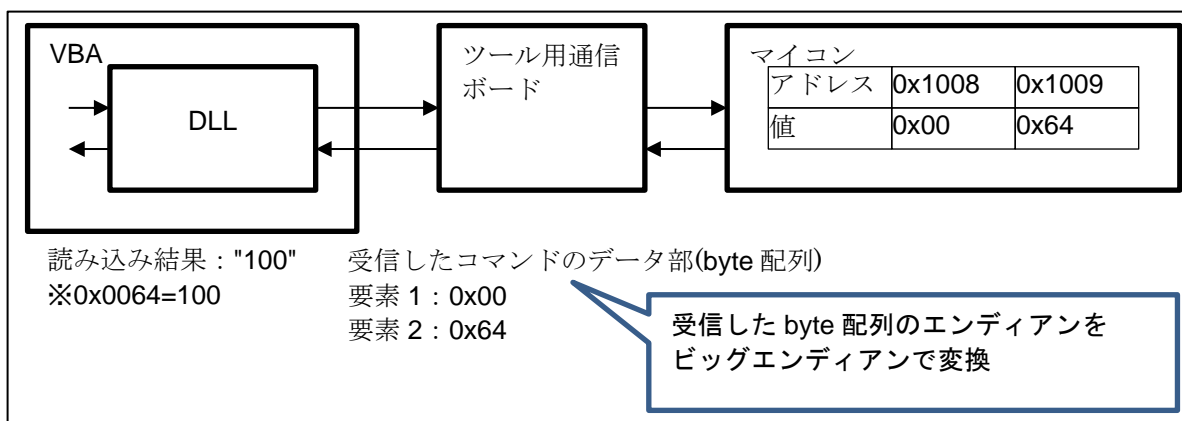 VBA
DLL
ツール用通信
ボード
マイコン
アドレス 0x1008 0x1009
値 0x00 0x64
読み込み結果："100"
※0x0064=100
受信したコマンドのデータ部(byte 配列)
要素 1：0x00
要素 2：0x64
受信した byte 配列のエンディアンを
ビッグエンディアンで変換